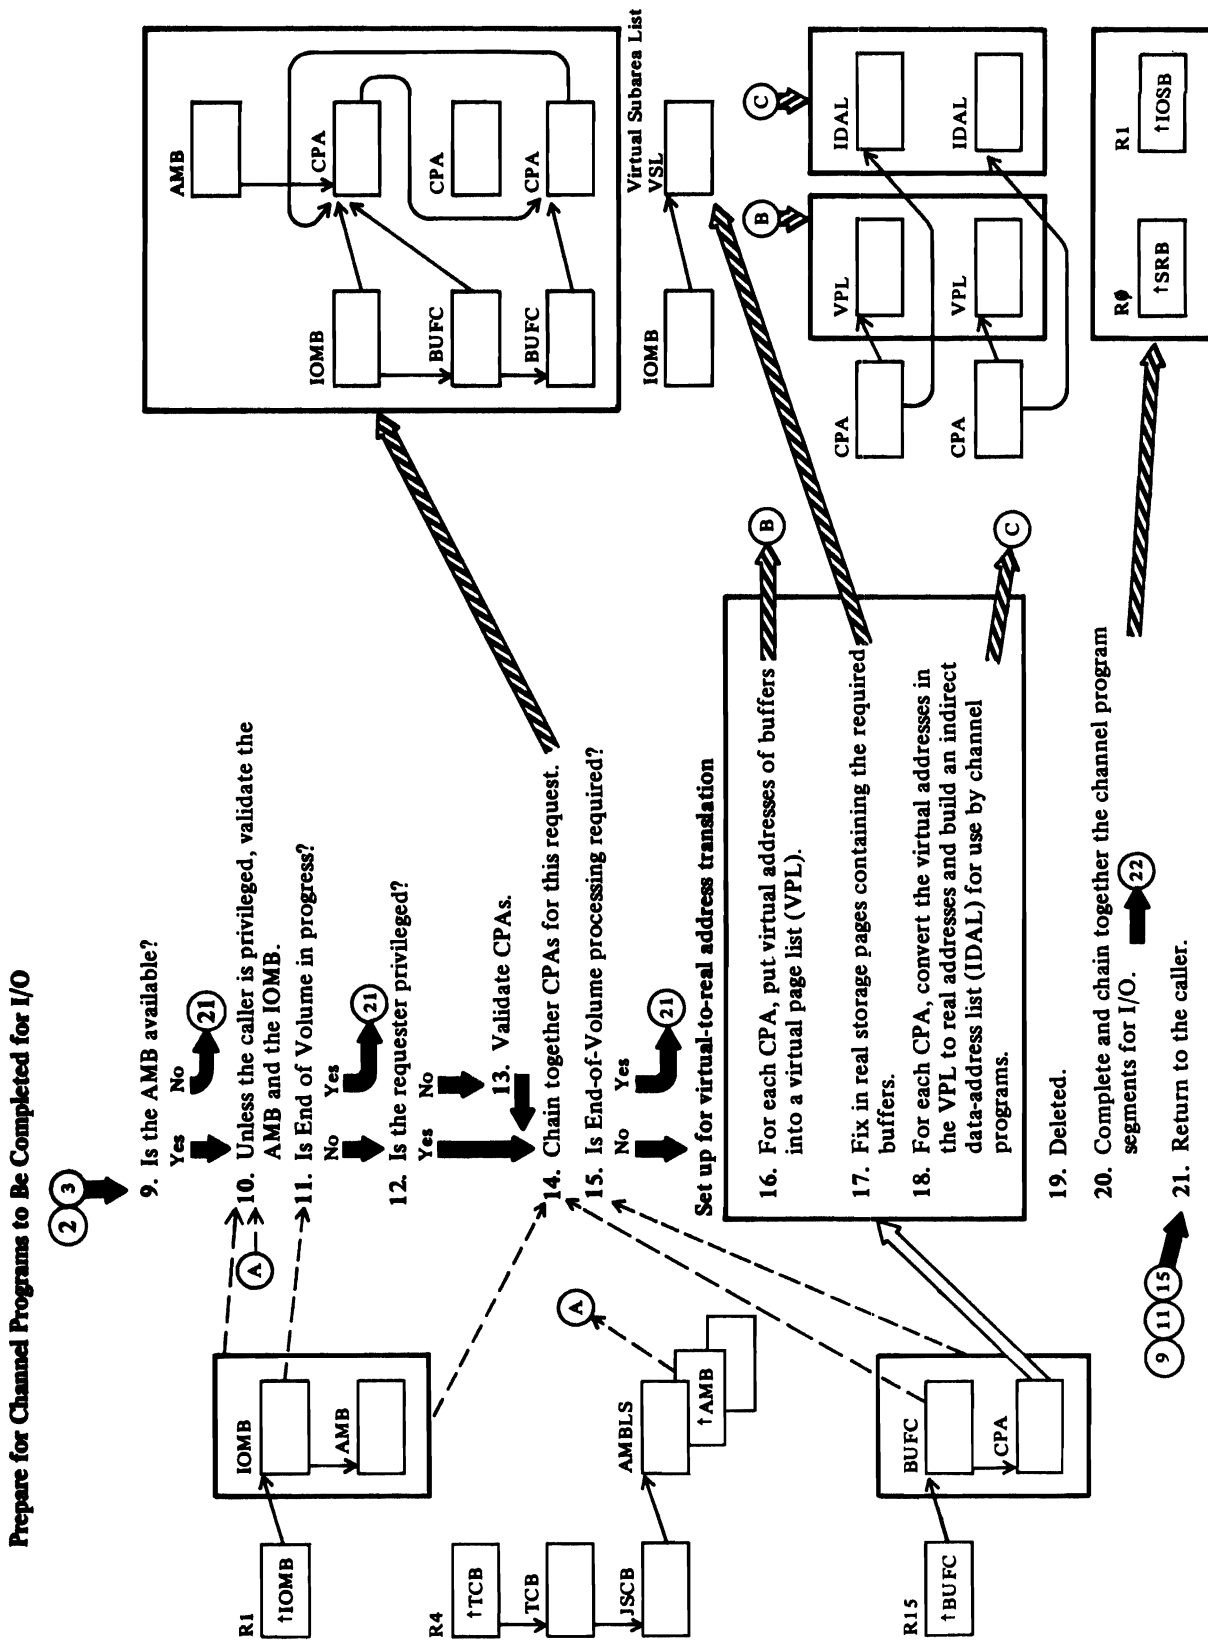 Prepare for Channel Programs to Be Completed for I/O
2
3
9. Is the AMB available?
Yes
No
21
10. Unless the caller is privileged, validate the
AMB and the IOMB.
11. Is End of Volume in progress?
No
Yes
21
12. Is the requester privileged?
Yes
No
13. Validate CPAs.
14. Chain together CPAs for this request.
15. Is End-of-Volume processing required?
No
Yes
21
Set up for virtual-to-real address translation
16. For each CPA, put virtual addresses of buffers
into a virtual page list (VPL).
B
17. Fix in real storage pages containing the required
buffers.
18. For each CPA, convert the virtual addresses in
the VPL to real addresses and build an indirect
data-address list (IDAL) for use by channel
programs.
C
19. Deleted.
20. Complete and chain together the channel program
segments for I/O.
22
9
11
15
21. Return to the caller.
R1
↑IOMB
IOMB
AMB
A
R4
↑TCB
TCB
JSCB
AMBLS
↑AMB
A
R15
↑BUFC
BUFC
CPA
AMB
IOMB
CPA
BUFC
CPA
BUFC
CPA
Virtual Subarea List
IOMB
VSL
B
C
CPA
VPL
IDAL
CPA
VPL
IDAL
R0
R1
↑SRB
↑IOSB